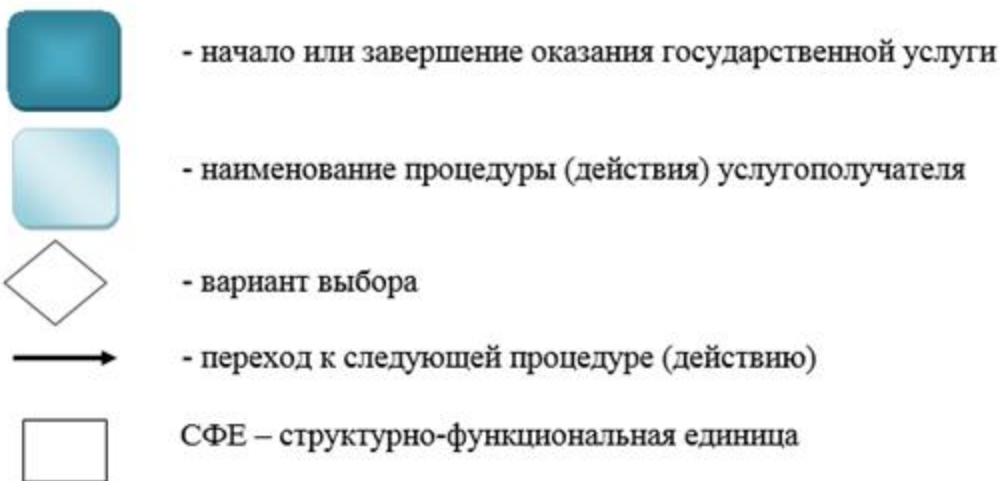 - начало или завершение оказания государственной услуги
- наименование процедуры (действия) услугополучателя
- вариант выбора
- переход к следующей процедуре (действию)
СФЕ – структурно-функциональная единица